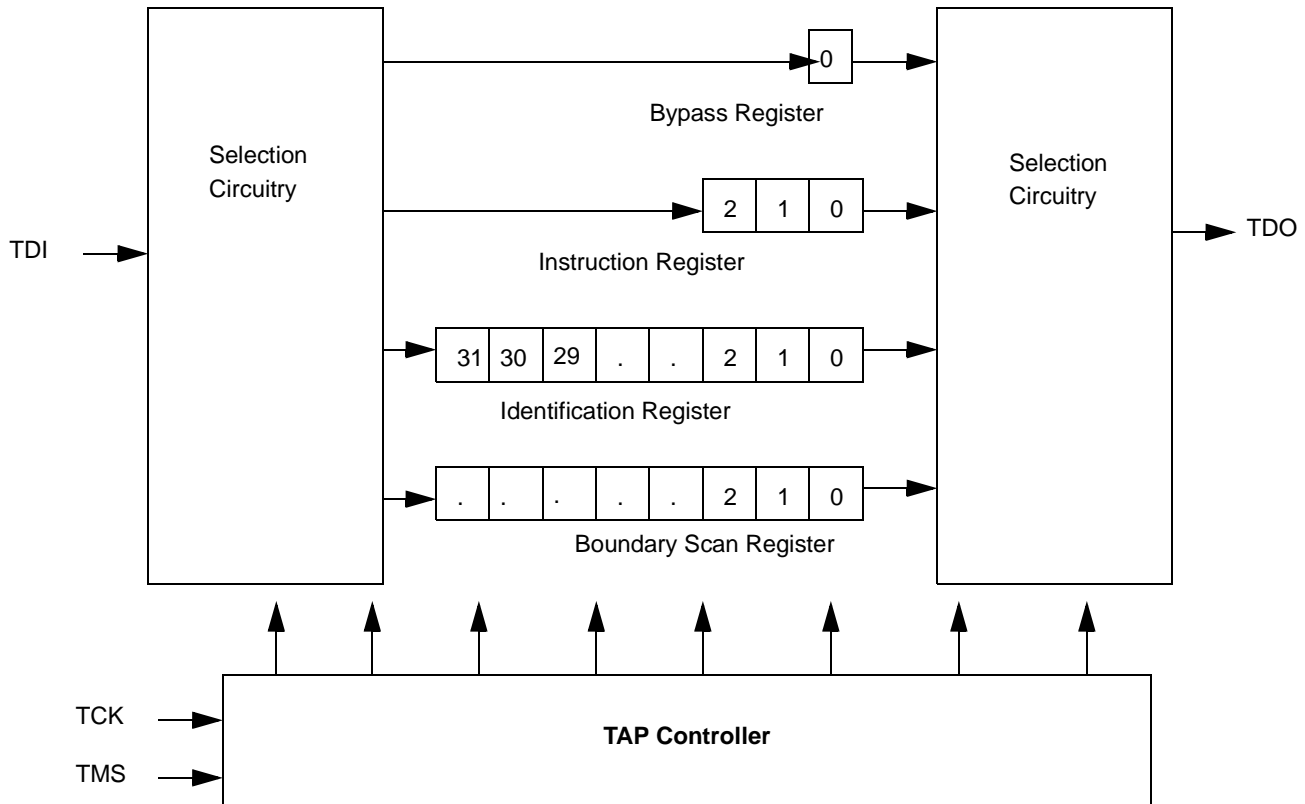 0
Bypass Register
Selection
Circuitry
Selection
Circuitry
2 1 0
Instruction Register
TDI
TDO
31 30 29 . . 2 1 0
Identification Register
. . . . . 2 1 0
Boundary Scan Register
TCK
TMS
TAP Controller